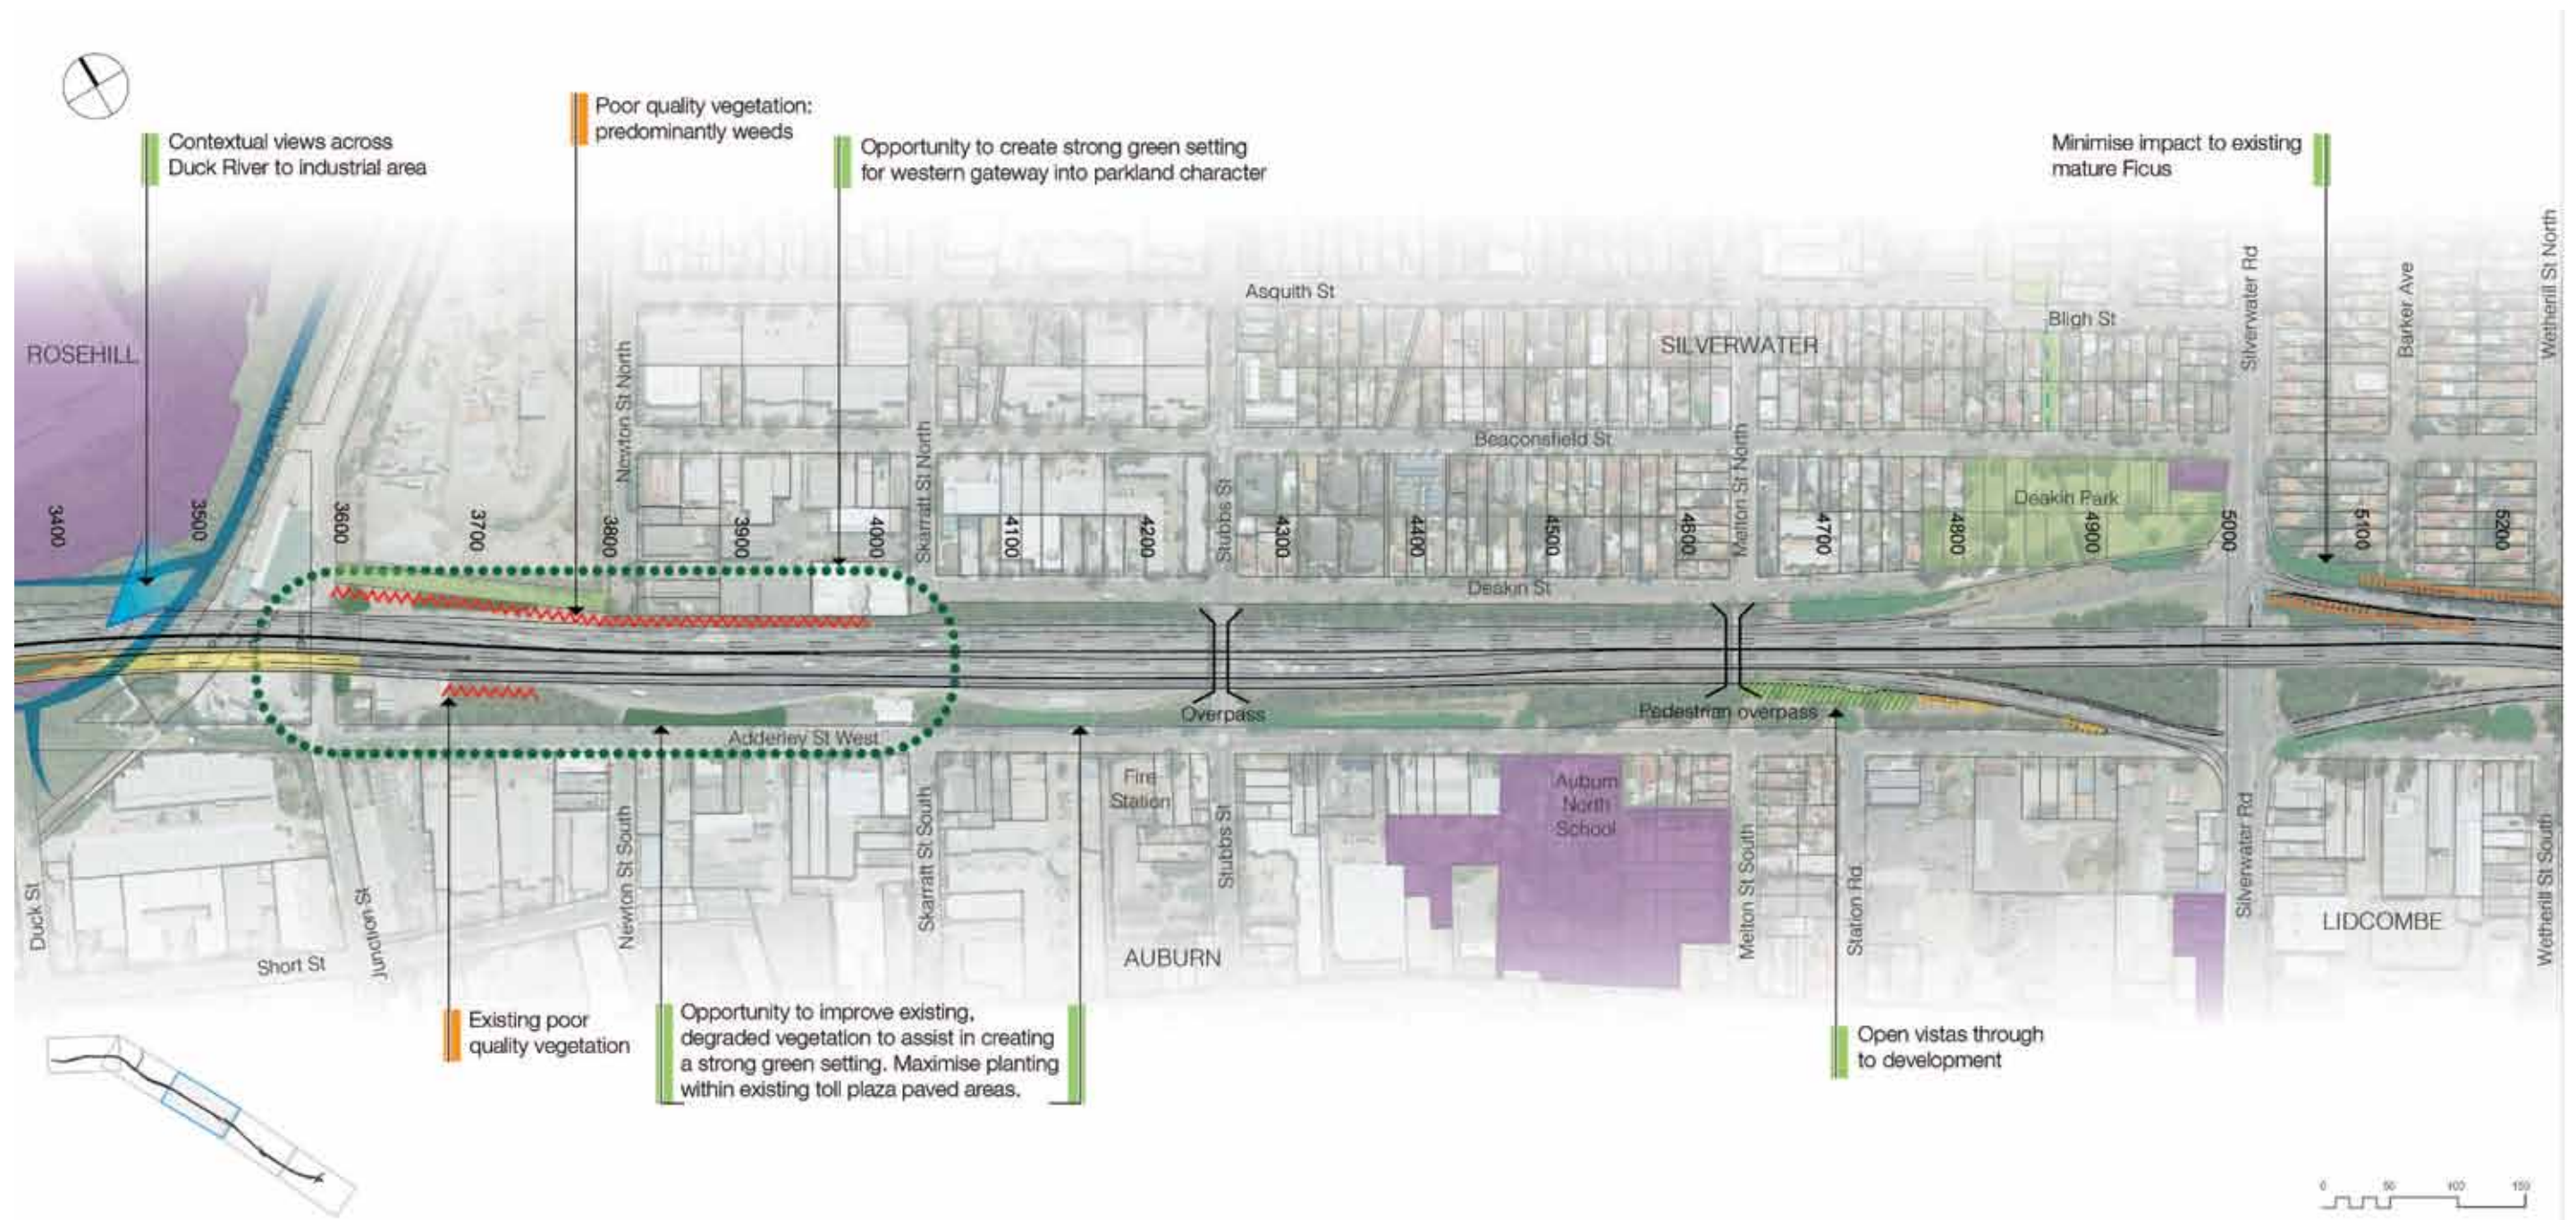 Contextual views across
Duck River to industrial area
Poor quality vegetation:
predominantly weeds
Opportunity to create strong green setting
for western gateway into parkland character
Minimise impact to existing
mature Ficus
ROSEHILL
Duck River
Newton St North
Skarratt St North
Asquith St
SILVERWATER
Bligh St
Silverwater Rd
Barker Ave
Wetherill St North
Beaconsfield St
Stubbs St
Melton St North
Deakin Park
3400
3500
3600
3700
3800
3900
4000
4100
4200
4300
4400
4500
4600
4700
4800
4900
5000
5100
5200
Deakin St
Overpass
Pedestrian overpass
Adderley St West
Fire
Station
Auburn
North
School
Duck St
Short St
Junction St
Newton St South
Skarratt St South
Stubbs St
AUBURN
Melton St South
Station Rd
Silverwater Rd
LIDCOMBE
Wetherill St South
Existing poor
quality vegetation
Opportunity to improve existing,
degraded vegetation to assist in creating
a strong green setting. Maximise planting
within existing toll plaza paved areas.
Open vistas through
to development
0 50 100 150